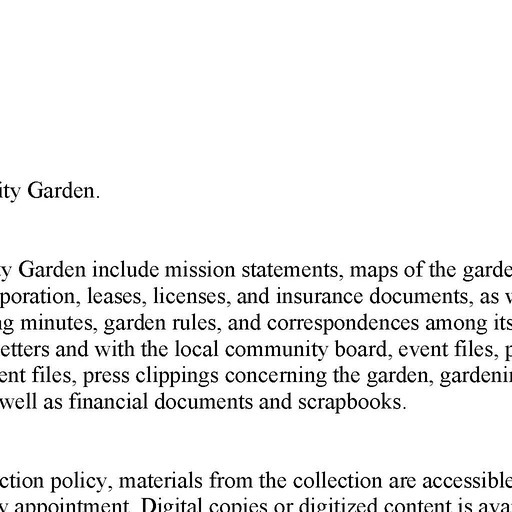 ity Garden.
y Garden include mission statements, maps of the garde
poration, leases, licenses, and insurance documents, as w
ng minutes, garden rules, and correspondences among its
etters and with the local community board, event files, p
ent files, press clippings concerning the garden, gardenin
well as financial documents and scrapbooks.
ction policy, materials from the collection are accessible
y appointment. Digital copies or digitized content is avai